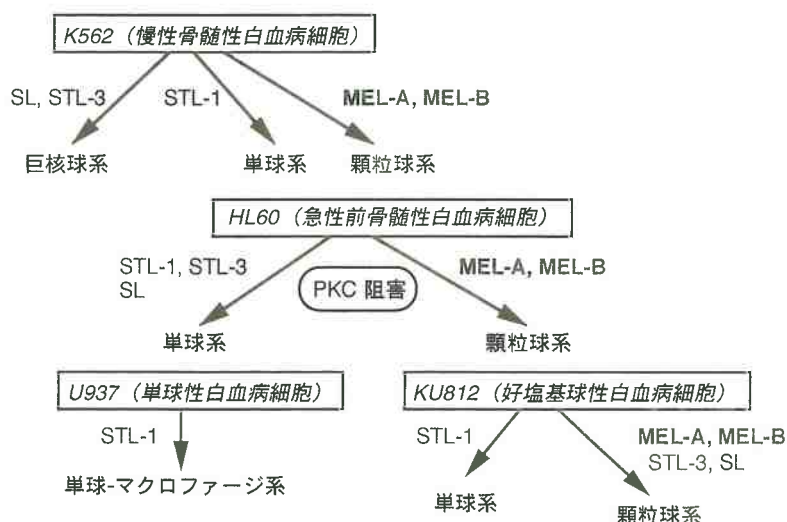 K562（慢性骨髄性白血病細胞）
SL, STL-3
STL-1
MEL-A, MEL-B
巨核球系
単球系
顆粒球系
HL60（急性前骨髄性白血病細胞）
STL-1, STL-3
SL
PKC 阻害
MEL-A, MEL-B
単球系
顆粒球系
U937（単球性白血病細胞）
STL-1
単球-マクロファージ系
KU812（好塩基球性白血病細胞）
STL-1
MEL-A, MEL-B
STL-3, SL
単球系
顆粒球系